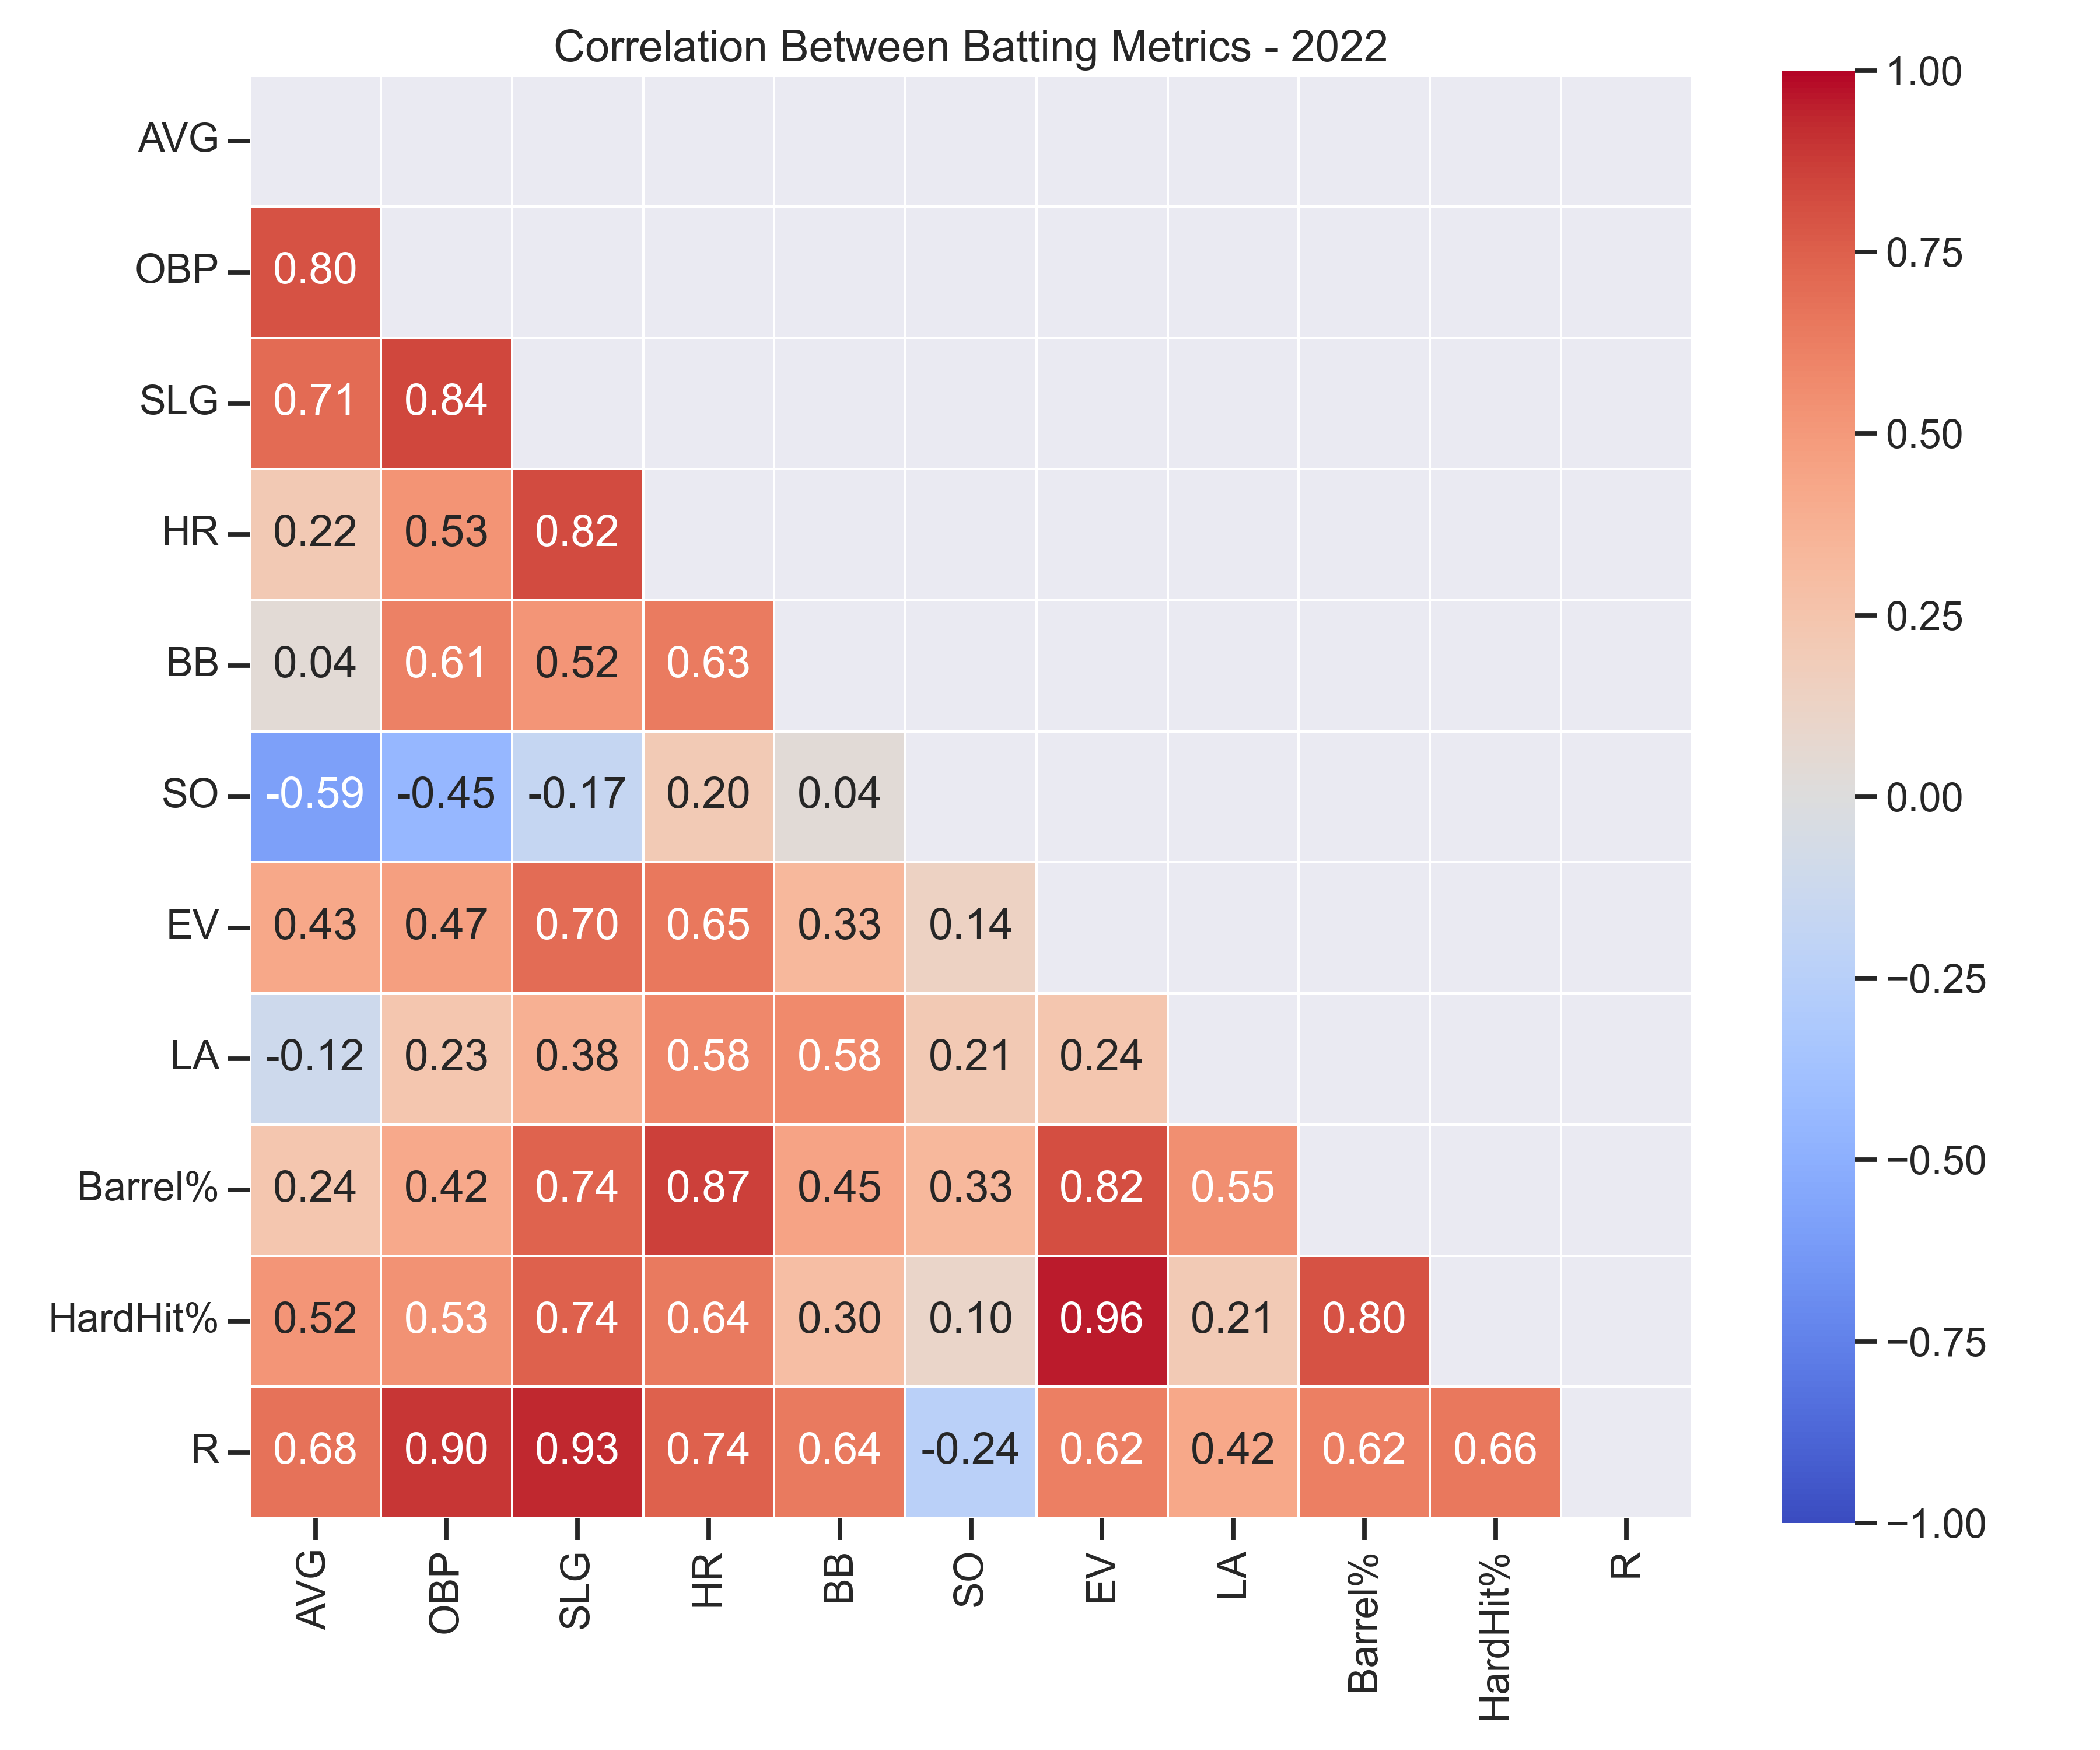 Correlation Between Batting Metrics - 2022
AVG
OBP 0.80
SLG 0.71 0.84
HR 0.22 0.53 0.82
BB 0.04 0.61 0.52 0.63
SO -0.59 -0.45 -0.17 0.20 0.04
EV 0.43 0.47 0.70 0.65 0.33 0.14
LA -0.12 0.23 0.38 0.58 0.58 0.21 0.24
Barrel% 0.24 0.42 0.74 0.87 0.45 0.33 0.82 0.55
HardHit% 0.52 0.53 0.74 0.64 0.30 0.10 0.96 0.21 0.80
R 0.68 0.90 0.93 0.74 0.64 -0.24 0.62 0.42 0.62 0.66
AVG OBP SLG HR BB SO EV LA Barrel% HardHit% R
1.00
0.75
0.50
0.25
0.00
−0.25
−0.50
−0.75
−1.00